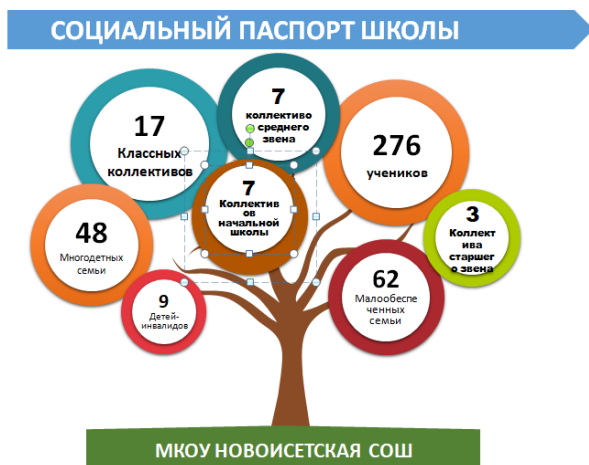 СОЦИАЛЬНЫЙ ПАСПОРТ ШКОЛЫ
7
коллективо
среднего
звена
17
Классных
коллективов
276
учеников
7
Коллектив
ов
начальной
школы
3
Коллект
ива
старшег
о звена
48
Многодетных
семьи
62
Малообеспе
ченных
семьи
9
Детей-
инвалидов
МКОУ НОВОИСЕТСКАЯ СОШ